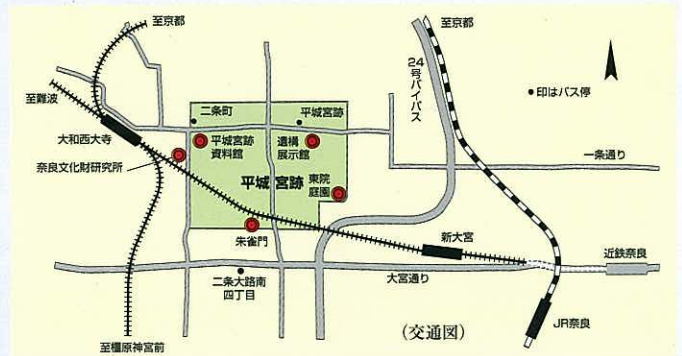 至京都
至京都
24号バイパス
至難波
二条町
平城宮跡
●印はバス停
大和西大寺
平城宮跡
資料館
遺構
展示館
一条通り
奈良文化財研究所
平城宮跡
東院
庭園
朱雀門
新大宮
近鉄奈良
二条大路南
四丁目
大宮通り
(交通図)
JR奈良
至橿原神宮前